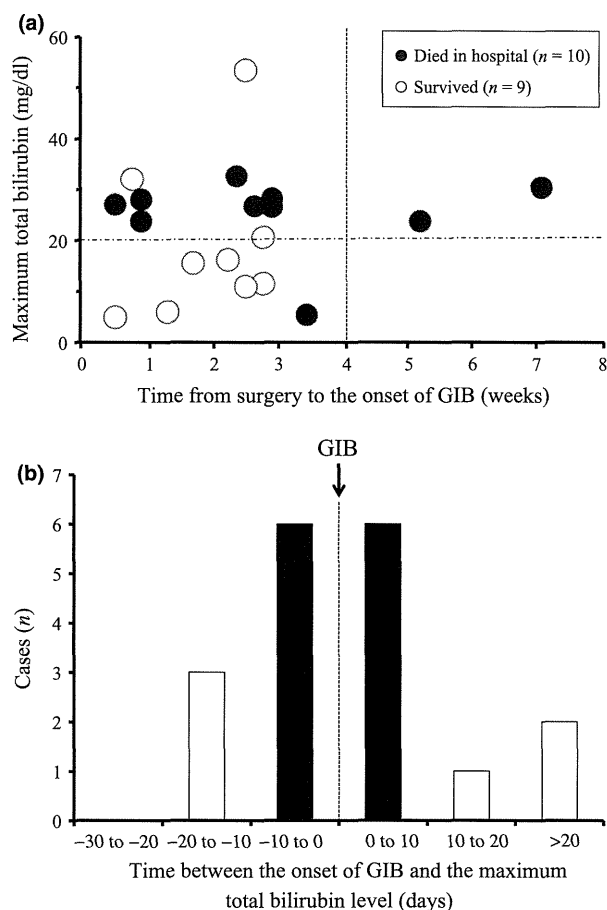 (a)
60
40
20
0
Maximum total bilirubin (mg/dl)
Died in hospital (n = 10)
Survived (n = 9)
0 1 2 3 4 5 6 7 8
Time from surgery to the onset of GIB (weeks)
(b)
GIB
7
6
5
4
3
2
1
0
Cases (n)
−30 to −20 −20 to −10 −10 to 0 0 to 10 10 to 20 >20
Time between the onset of GIB and the maximum
total bilirubin level (days)